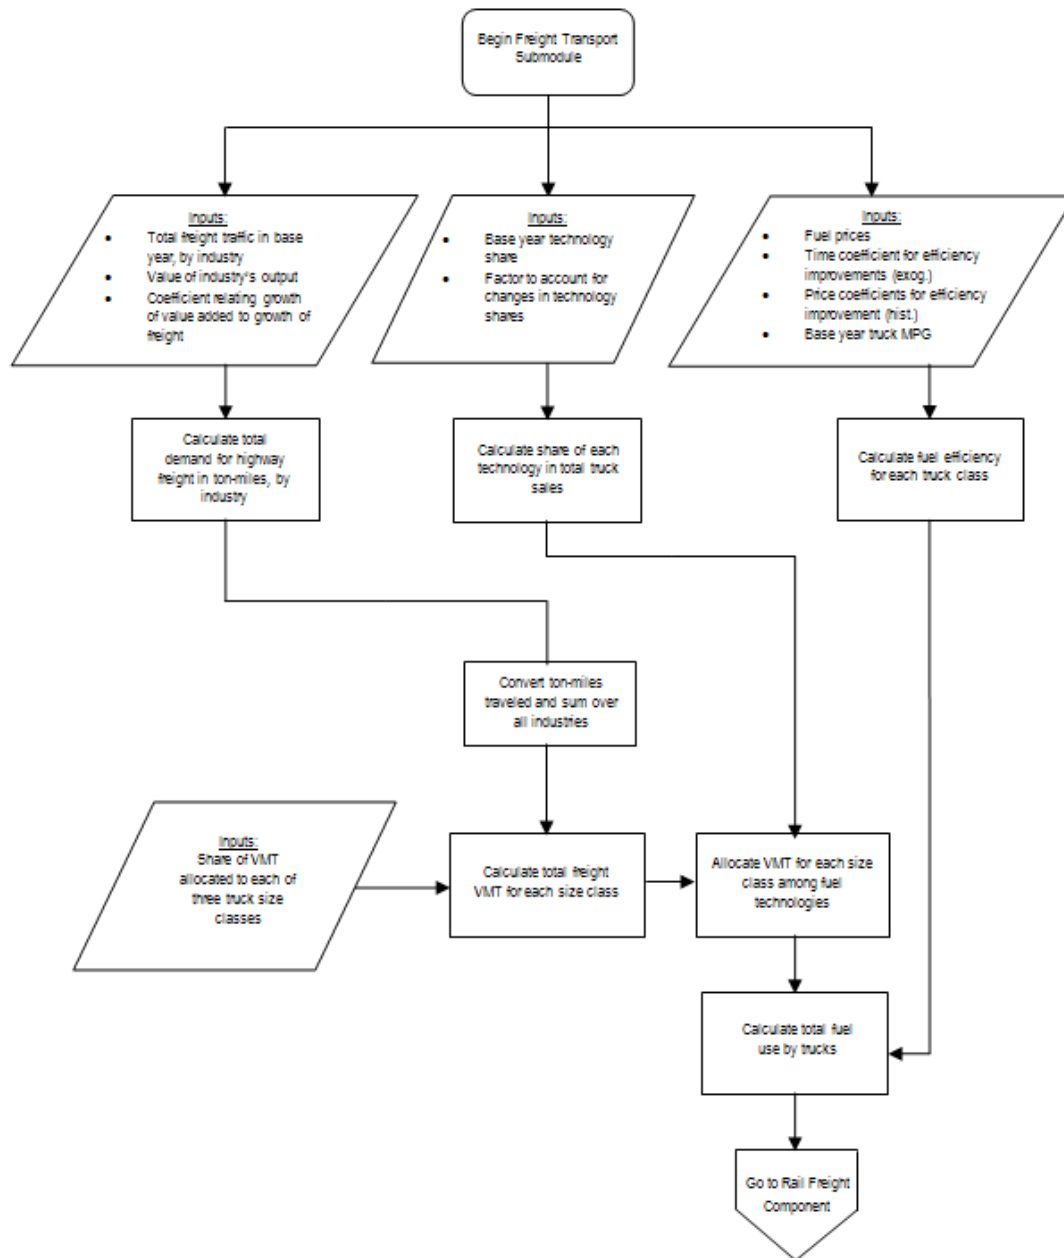 Begin Freight Transport
Submodule
Inputs:
• Total freight traffic in base
year, by industry
• Value of industry's output
• Coefficient relating growth
of value added to growth of
freight
Inputs:
• Base year technology
share
• Factor to account for
changes in technology
shares
Inputs:
• Fuel prices
• Time coefficient for efficiency
improvements (exog.)
• Price coefficients for efficiency
improvement (hist.)
• Base year truck MPG
Calculate total
demand for highway
freight in ton-miles, by
industry
Calculate share of each
technology in total truck
sales
Calculate fuel efficiency
for each truck class
Convert ton-miles
traveled and sum over
all industries
Inputs:
Share of VMT
allocated to each of
three truck size
classes
Calculate total freight
VMT for each size class
Allocate VMT for each size
class among fuel
technologies
Calculate total fuel
use by trucks
Go to Rail Freight
Component